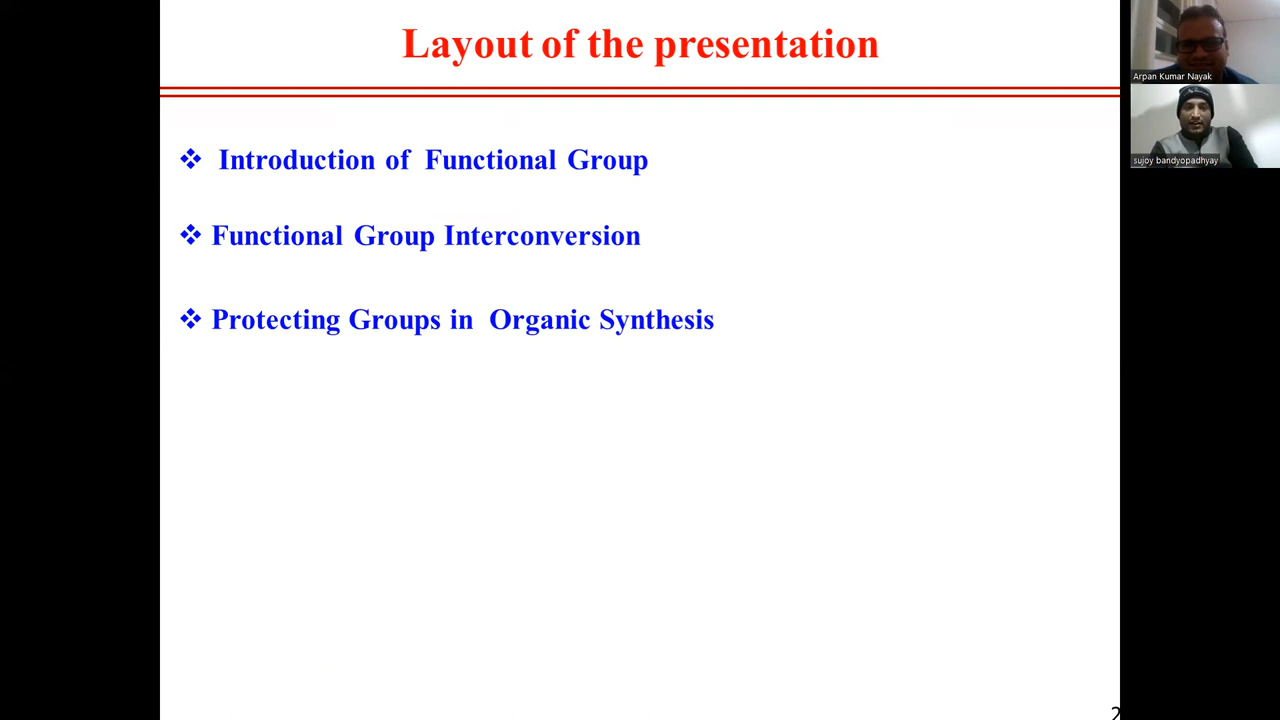 Layout of the presentation
❖ Introduction of Functional Group
❖ Functional Group Interconversion
❖ Protecting Groups in Organic Synthesis
2
Arpan Kumar Nayak
sujoy bandyopadhyay